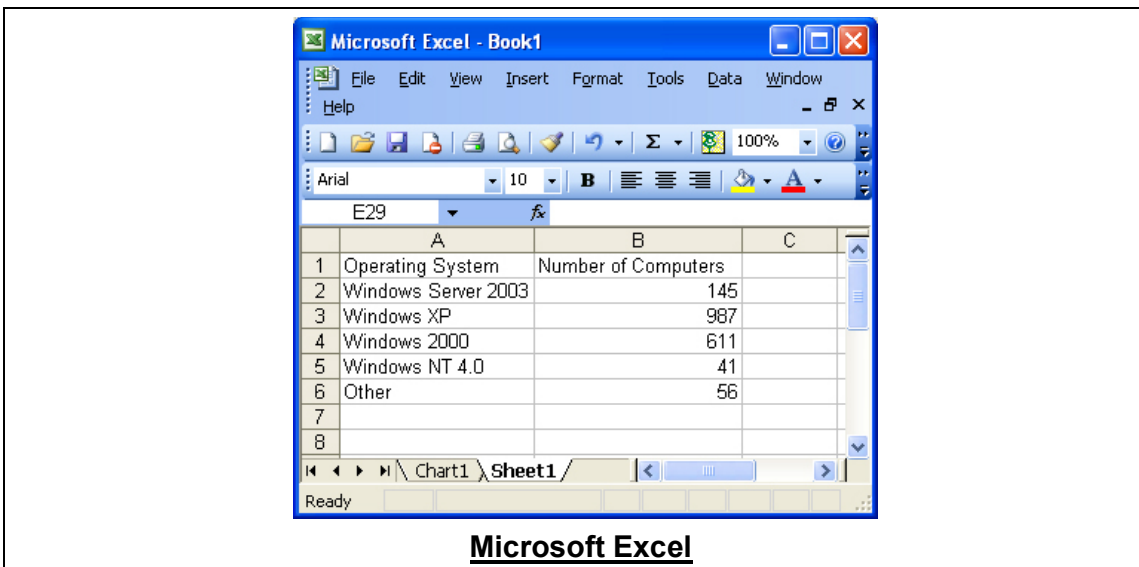 Microsoft Excel - Book1
File Edit View Insert Format Tools Data Window
Help
Σ 100%
Arial 10 B A
E29 fx
A B C
1 Operating System Number of Computers
2 Windows Server 2003 145
3 Windows XP 987
4 Windows 2000 611
5 Windows NT 4.0 41
6 Other 56
7
8
Chart1 Sheet1
Ready
Microsoft Excel